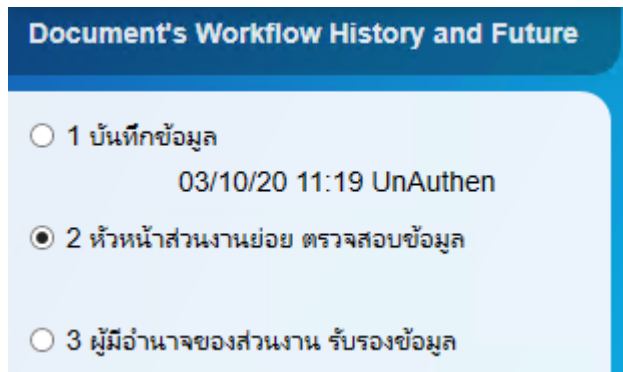 Document's Workflow History and Future
1 บันทึกข้อมูล
03/10/20 11:19 UnAuthen
2 หัวหน้าส่วนงานย่อย ตรวจสอบข้อมูล
3 ผู้มีอำนาจของส่วนงาน รับรองข้อมูล